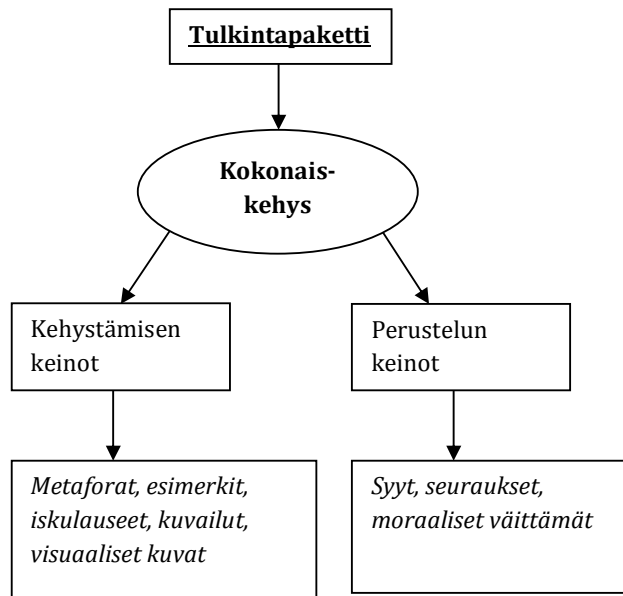 Tulkintapaketti
Kokonais-
kehys
Kehystämisen
keinot
Perustelun
keinot
Metaforat, esimerkit,
iskulauseet, kuvailut,
visuaaliset kuvat
Syyt, seuraukset,
moraaliset väittämät